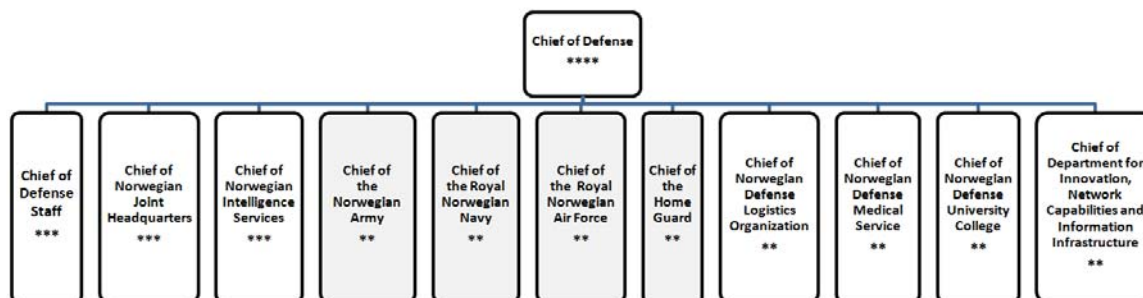 Chief of Defense
****
Chief of
Defense
Staff
***
Chief of
Norwegian
Joint
Headquarters
***
Chief of
Norwegian
Intelligence
Services
***
Chief of
the
Norwegian
Army
**
Chief of
the Royal
Norwegian
Navy
**
Chief of
the Royal
Norwegian
Air Force
**
Chief of
the
Home
Guard
**
Chief of
Norwegian
Defense
Logistics
Organization
**
Chief of
Norwegian
Defense
Medical
Service
**
Chief of
Norwegian
Defense
University
College
**
Chief of
Department for
Innovation,
Network
Capabilities and
Information
Infrastructure
**